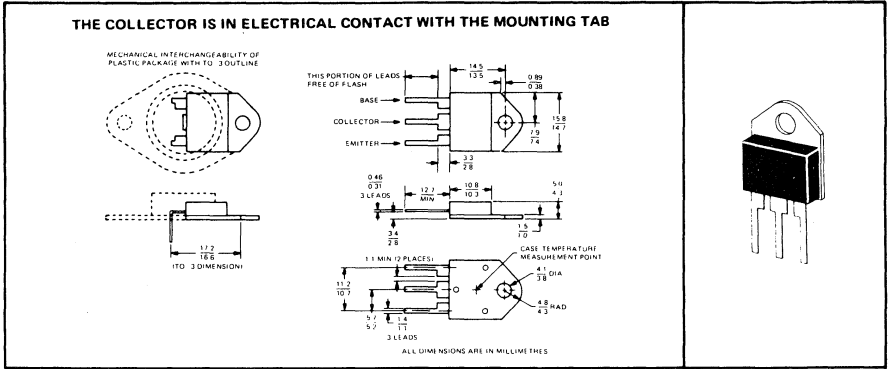 THE COLLECTOR IS IN ELECTRICAL CONTACT WITH THE MOUNTING TAB
MECHANICAL INTERCHANGEABILITY OF
PLASTIC PACKAGE WITH TO 3 OUTLINE
THIS PORTION OF LEADS
FREE OF FLASH
14.5
13.5
0.89
0.38
BASE
COLLECTOR
EMITTER
15.8
14.7
7.9
7.4
3.3
2.8
0.46
0.31
3 LEADS
12.7
MIN
10.8
10.3
5.0
3.4
2.8
1.5
1.0
17.2
16.6
(TO 3 DIMENSION)
CASE TEMPERATURE
MEASUREMENT POINT
1.1 MIN (2 PLACES)
4.1
3.8
DIA
11.2
10.7
4.8
4.3
RAD
5.7
5.2
1.4
1.1
3 LEADS
ALL DIMENSIONS ARE IN MILLIMETRES